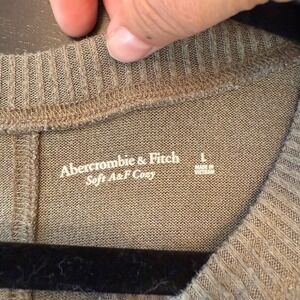 Abercrombie & Fitch
Soft A&F Cozy
L
MADE IN
VIETNAM